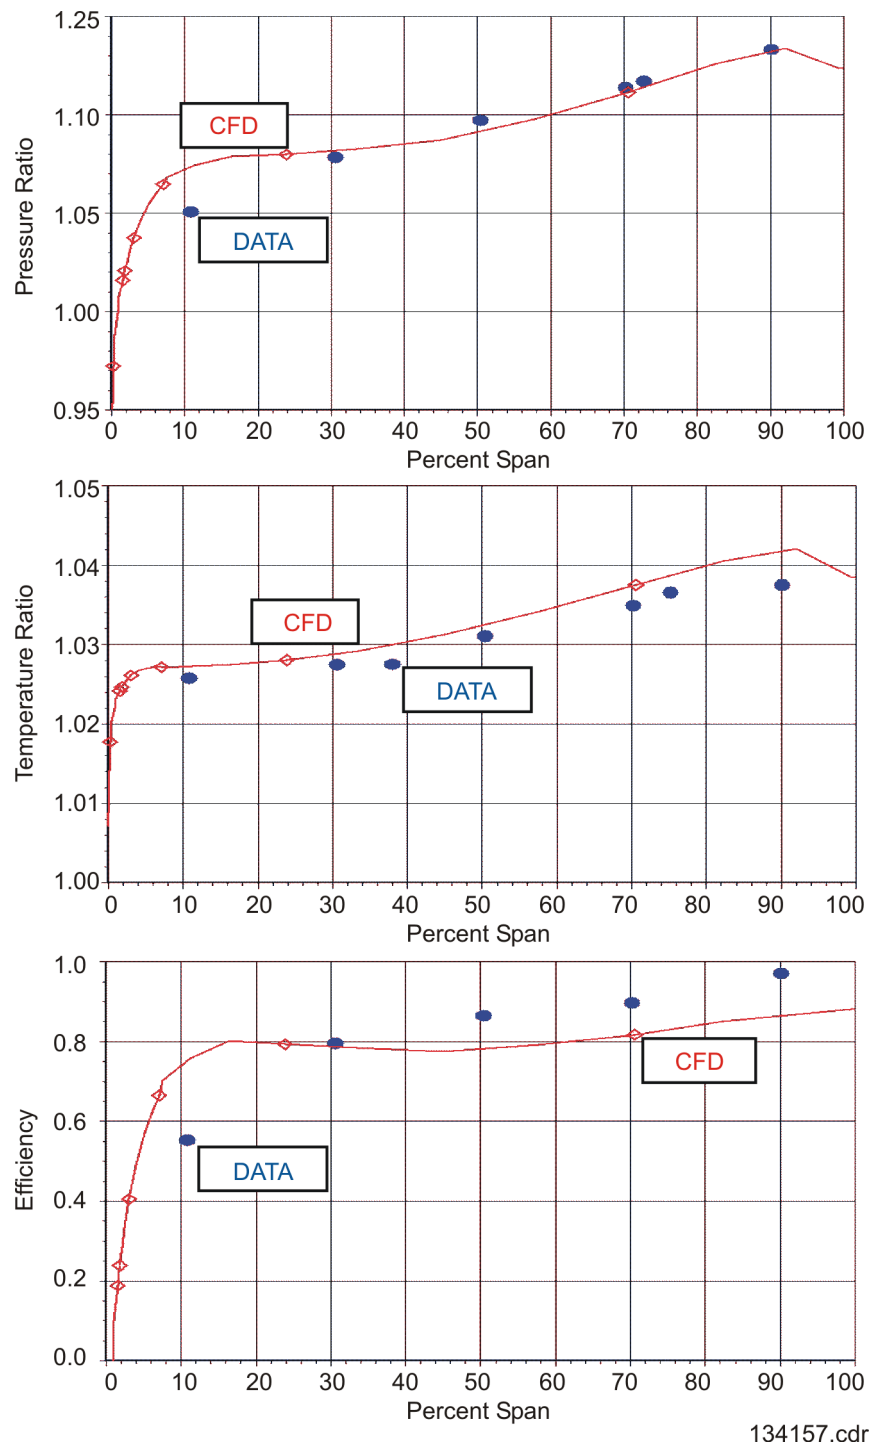 1.25
CFD
1.10
Pressure Ratio
1.05
DATA
1.00
0.95
0 10 20 30 40 50 60 70 80 90 100
Percent Span
1.05
1.04
CFD
1.03
Temperature Ratio
DATA
1.02
1.01
1.00
0 10 20 30 40 50 60 70 80 90 100
Percent Span
1.0
0.8
CFD
0.6
Efficiency
DATA
0.4
0.2
0.0
0 10 20 30 40 50 60 70 80 90 100
Percent Span
134157.cdr